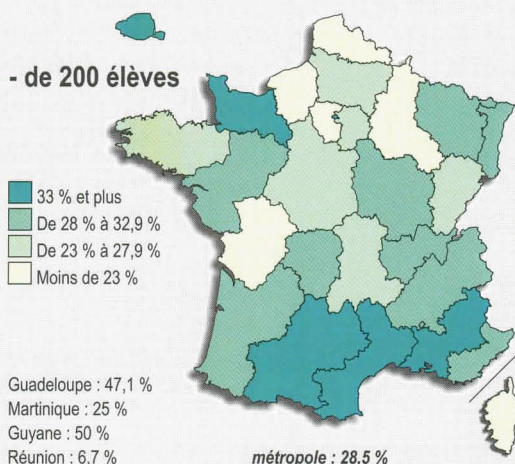 - de 200 élèves
33 % et plus
De 28 % à 32,9 %
De 23 % à 27,9 %
Moins de 23 %
Guadeloupe : 47,1 %
Martinique : 25 %
Guyane : 50 %
Réunion : 6,7 %
métropole : 28,5 %